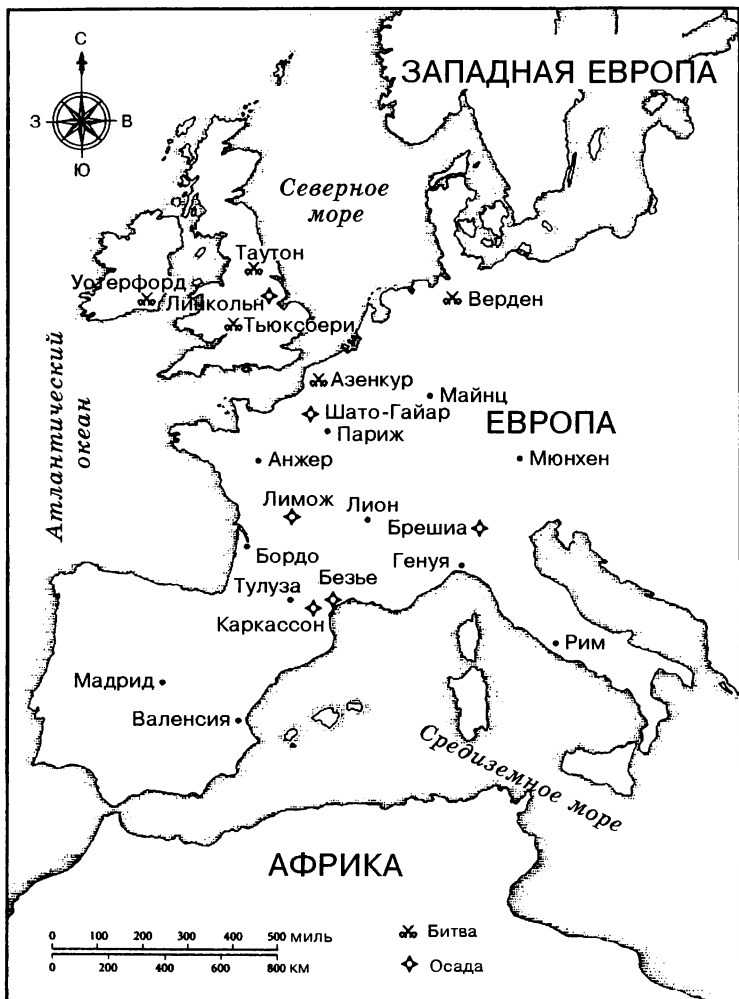 ЗАПАДНАЯ ЕВРОПА
С
З
В
Ю
Северное
море
Таутон
Уотерфорд
Линкольн
Тьюксбери
Верден
Атлантический
океан
Азенкур
Майнц
Шато-Гайар
ЕВРОПА
Париж
Анжер
Мюнхен
Лимож
Лион
Брешиа
Бордо
Генуя
Безье
Тулуза
Каркассон
Рим
Мадрид
Валенсия
Средиземное море
АФРИКА
0 100 200 300 400 500 миль
0 200 400 600 800 км
Битва
Осада